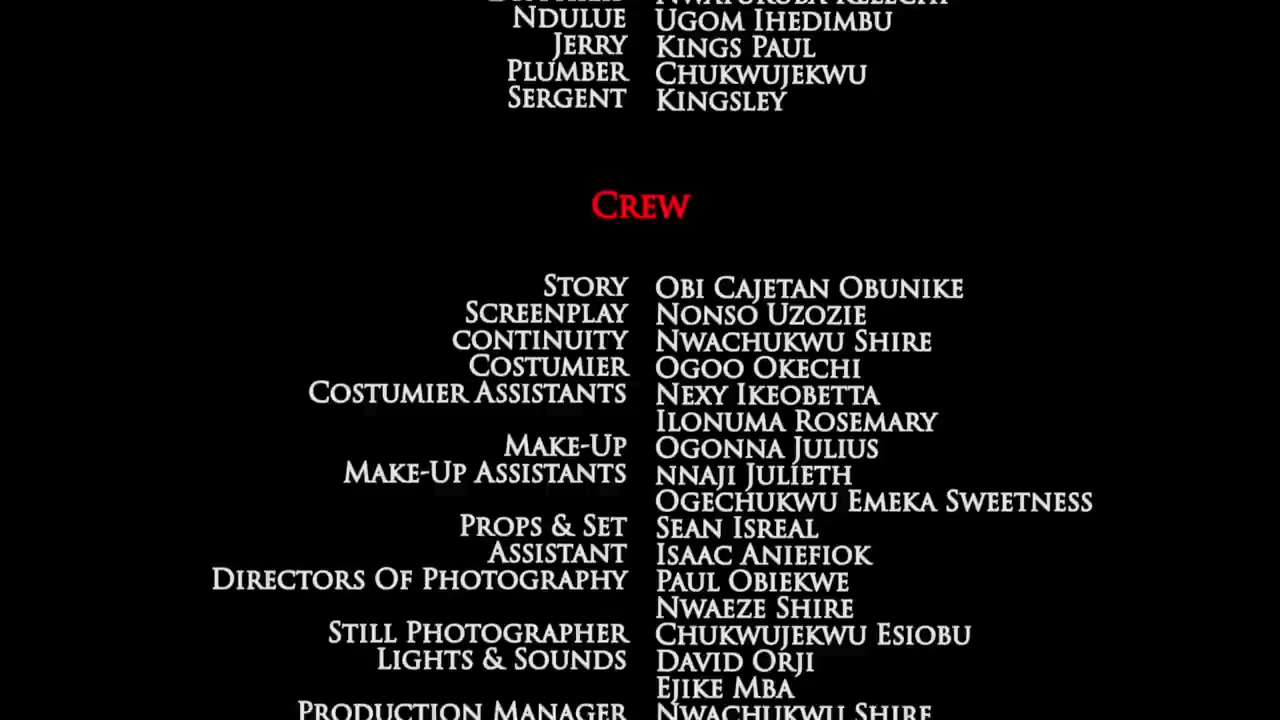 Ndulue Ugom Ihedimbu
Jerry Kings Paul
Plumber Chukwujekwu
Sergent Kingsley
Crew
Story Obi Cajetan Obunike
Screenplay Nonso Uzozie
continuity Nwachukwu Shire
Costumier Ogoo Okechi
Costumier Assistants Nexy Ikeobetta
Ilonuma Rosemary
Make-Up Ogonna Julius
Make-Up Assistants nnaji Julieth
Ogechukwu Emeka Sweetness
Props & Set Sean Isreal
Assistant Isaac Aniefiok
Directors Of Photography Paul Obiekwe
Nwaeze Shire
Still Photographer Chukwujekwu Esiobu
Lights & Sounds David Orji
Ejike Mba
Production Manager Nwachukwu Shire